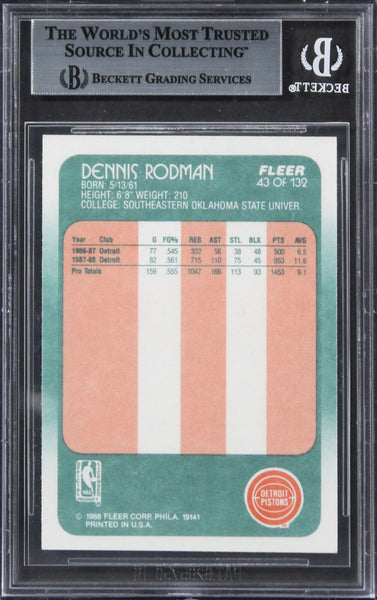 THE WORLD'S MOST TRUSTED
SOURCE IN COLLECTING™
BECKETT GRADING SERVICES
BECKETT®
DENNIS RODMAN
FLEER
43 OF 132
BORN: 5/13/61
HEIGHT: 6'8" WEIGHT: 210
COLLEGE: SOUTHEASTERN OKLAHOMA STATE UNIVER.
Year Club G FG% REB AST STL BLK PTS AVG
1986-87 Detroit 77 .545 332 56 38 48 500 6.5
1987-88 Detroit 82 .561 715 110 75 45 953 11.6
Pro Totals 159 .555 1047 166 113 93 1453 9.1
NBA
DETROIT
PISTONS
© 1988 FLEER CORP. PHILA. 19141
PRINTED IN U.S.A.